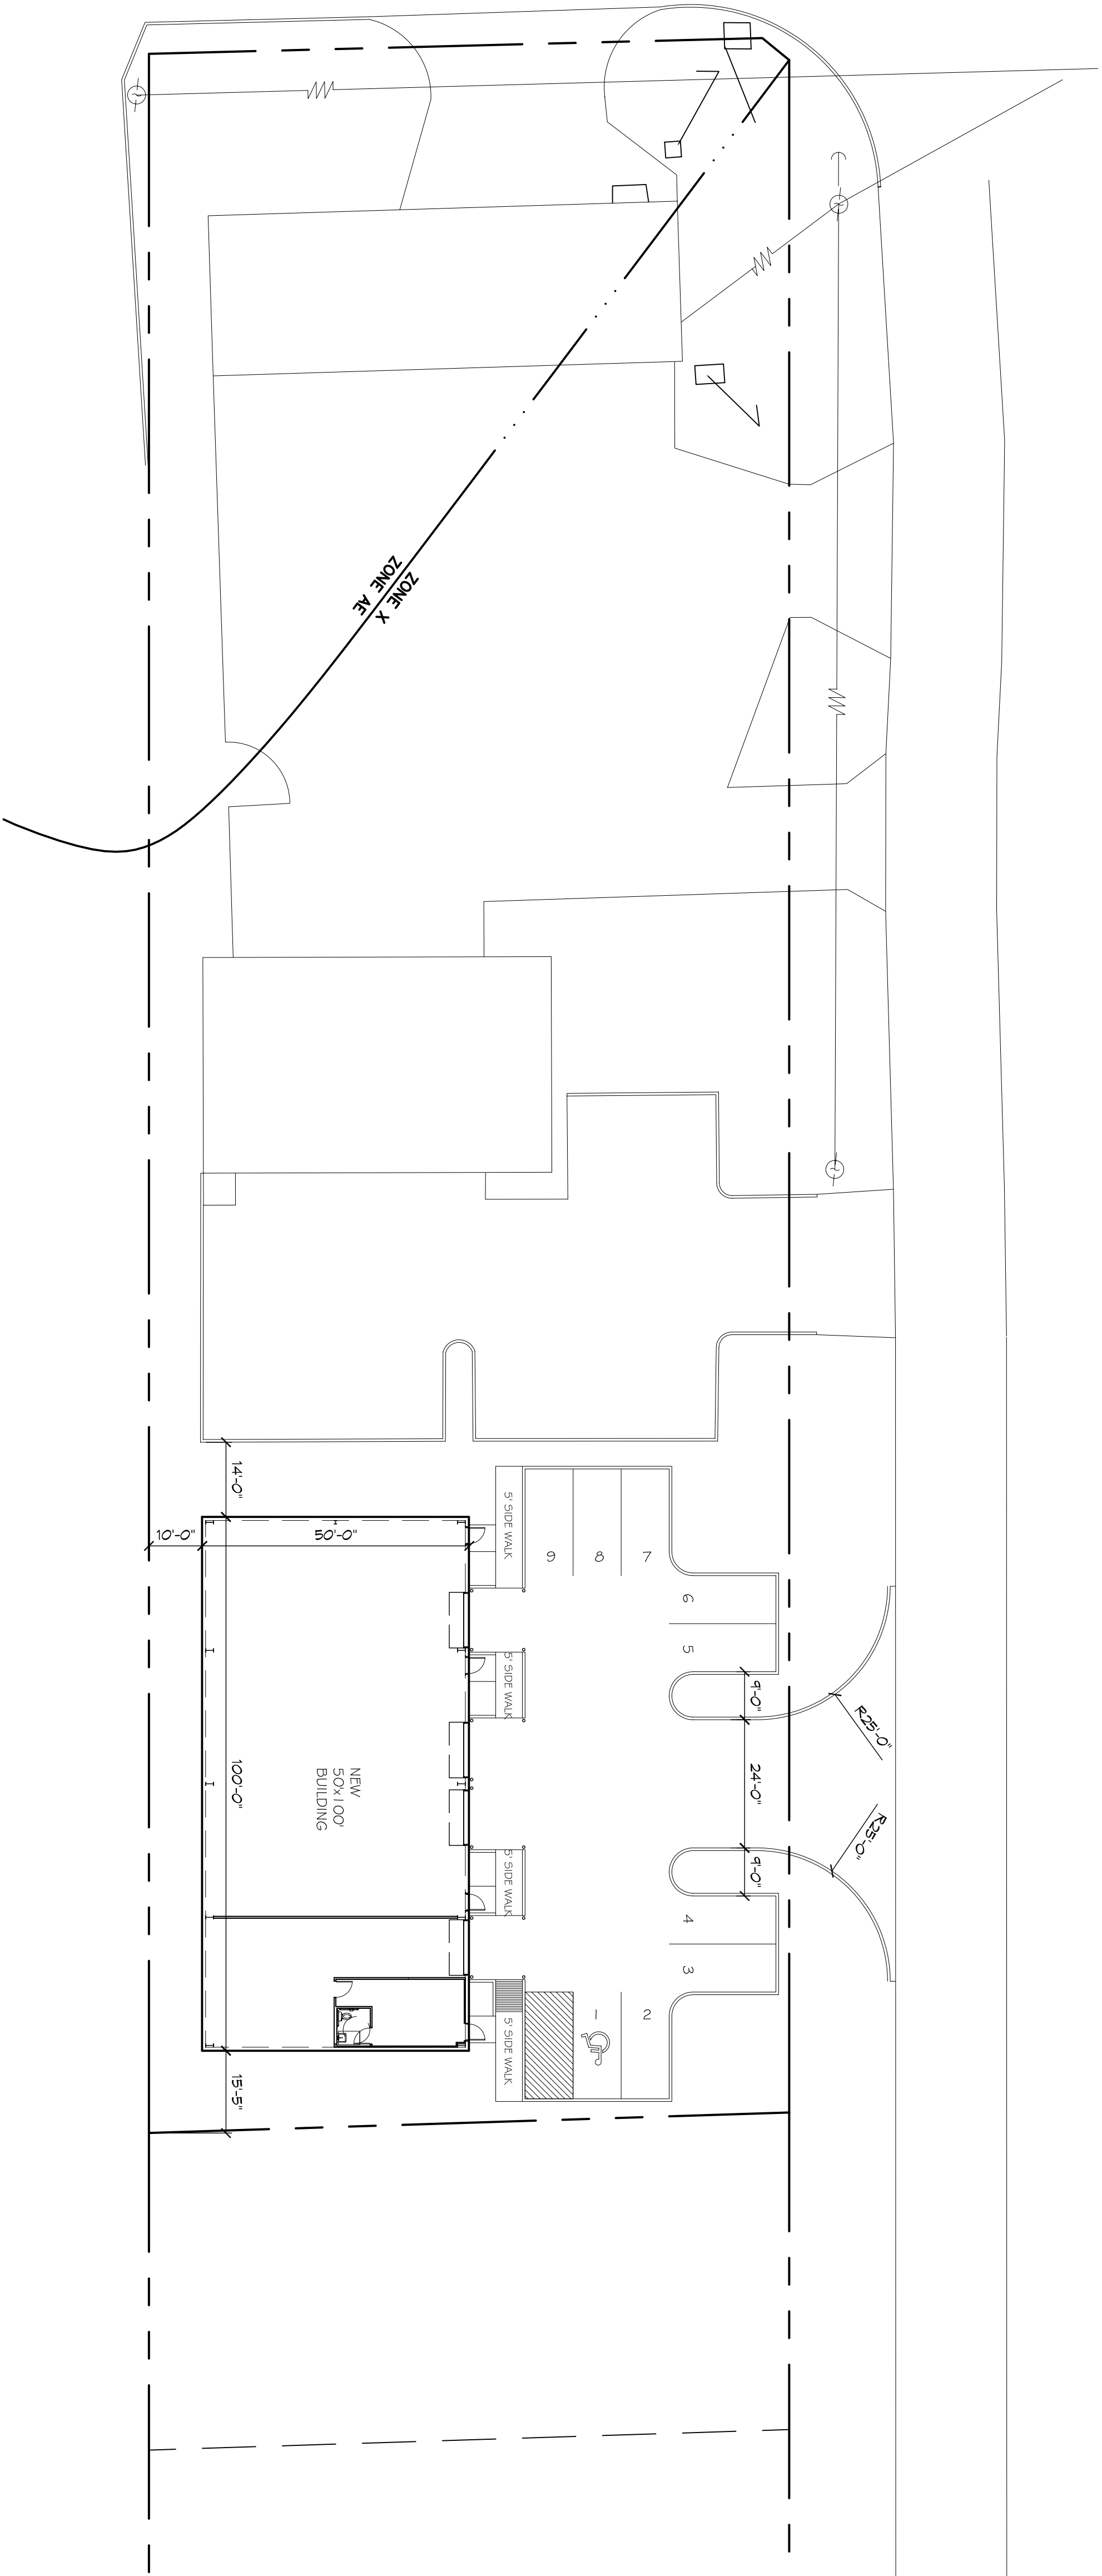 ZONE AE
ZONE X
14'-0"
10'-0"
50'-0"
5' SIDE WALK
9
8
7
6
5
5' SIDE WALK
9'-0"
R25'-0"
24'-0"
100'-0"
NEW
50'x100'
BUILDING
R25'-0"
5' SIDE WALK
9'-0"
4
3
1
2
5' SIDE WALK
15'-5"